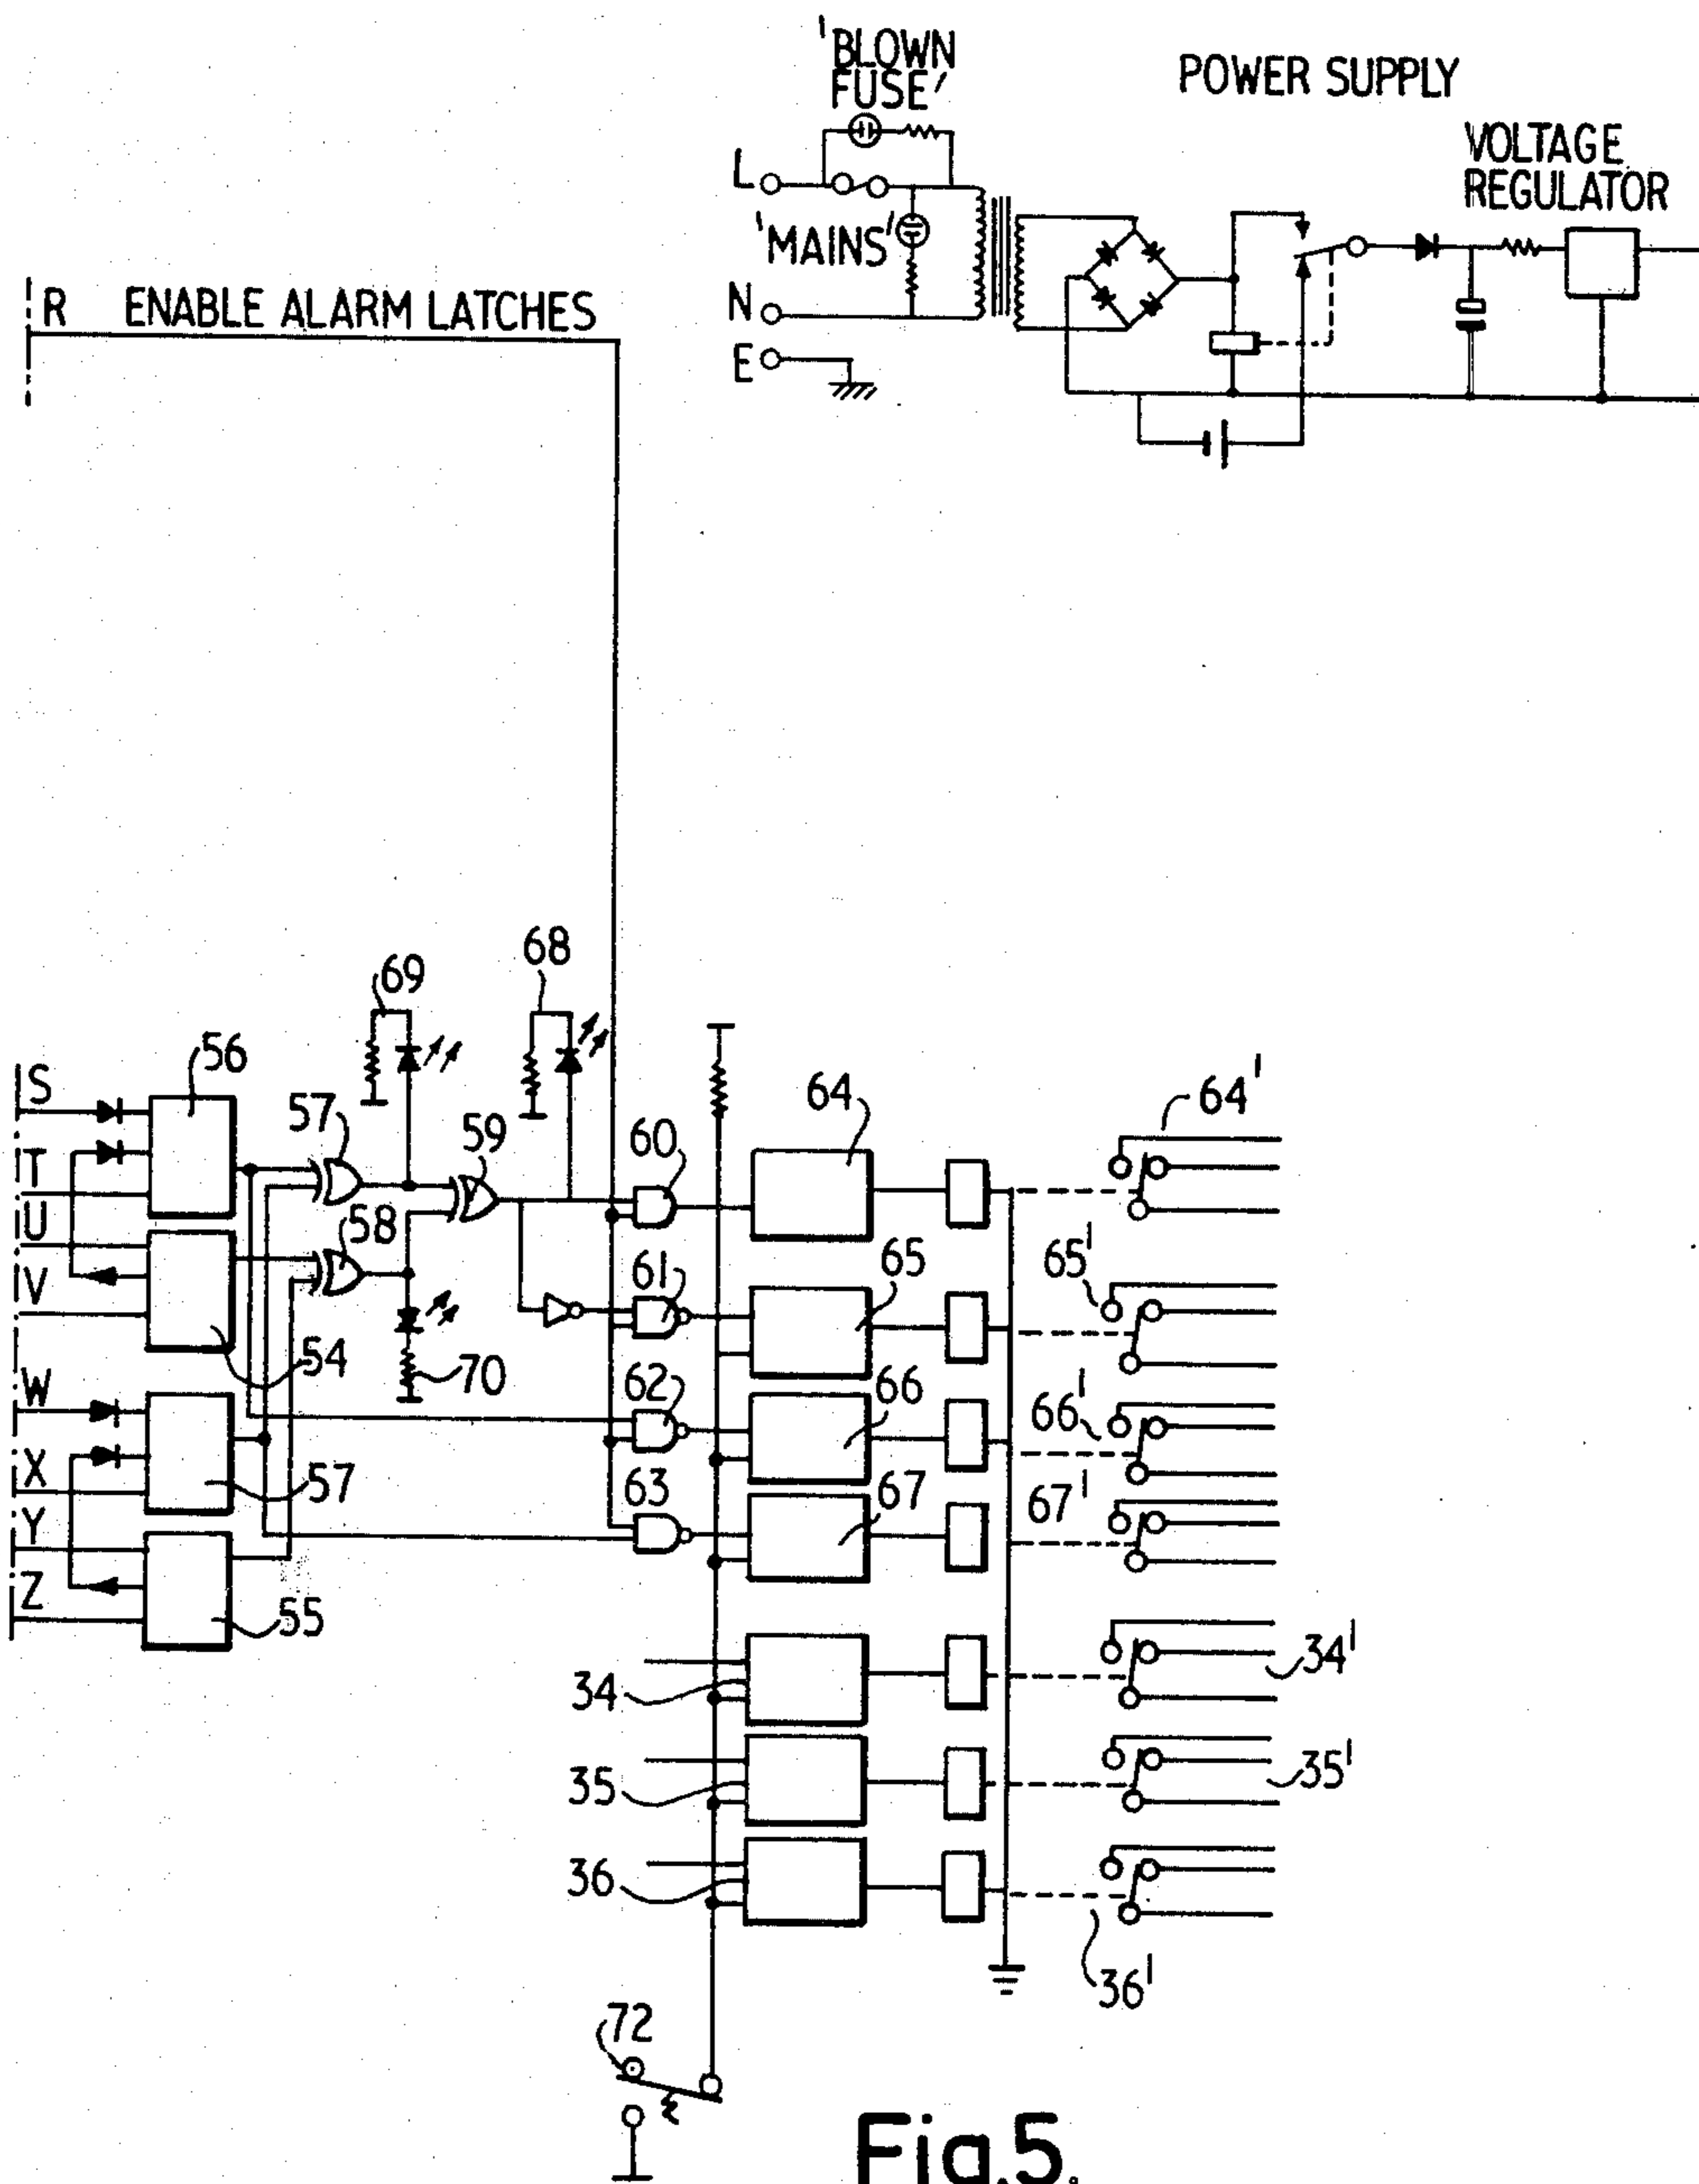 'BLOWN
FUSE'
POWER SUPPLY
VOLTAGE
REGULATOR
L
'MAINS'
N
E
R ENABLE ALARM LATCHES
69
68
S
56
57
59
60
64
64'
T
U
58
61
65
65'
V
54
70
62
66
66'
W
X
57
63
67
67'
Y
Z
55
34
34'
35
35'
36
36'
72
Fig.5.